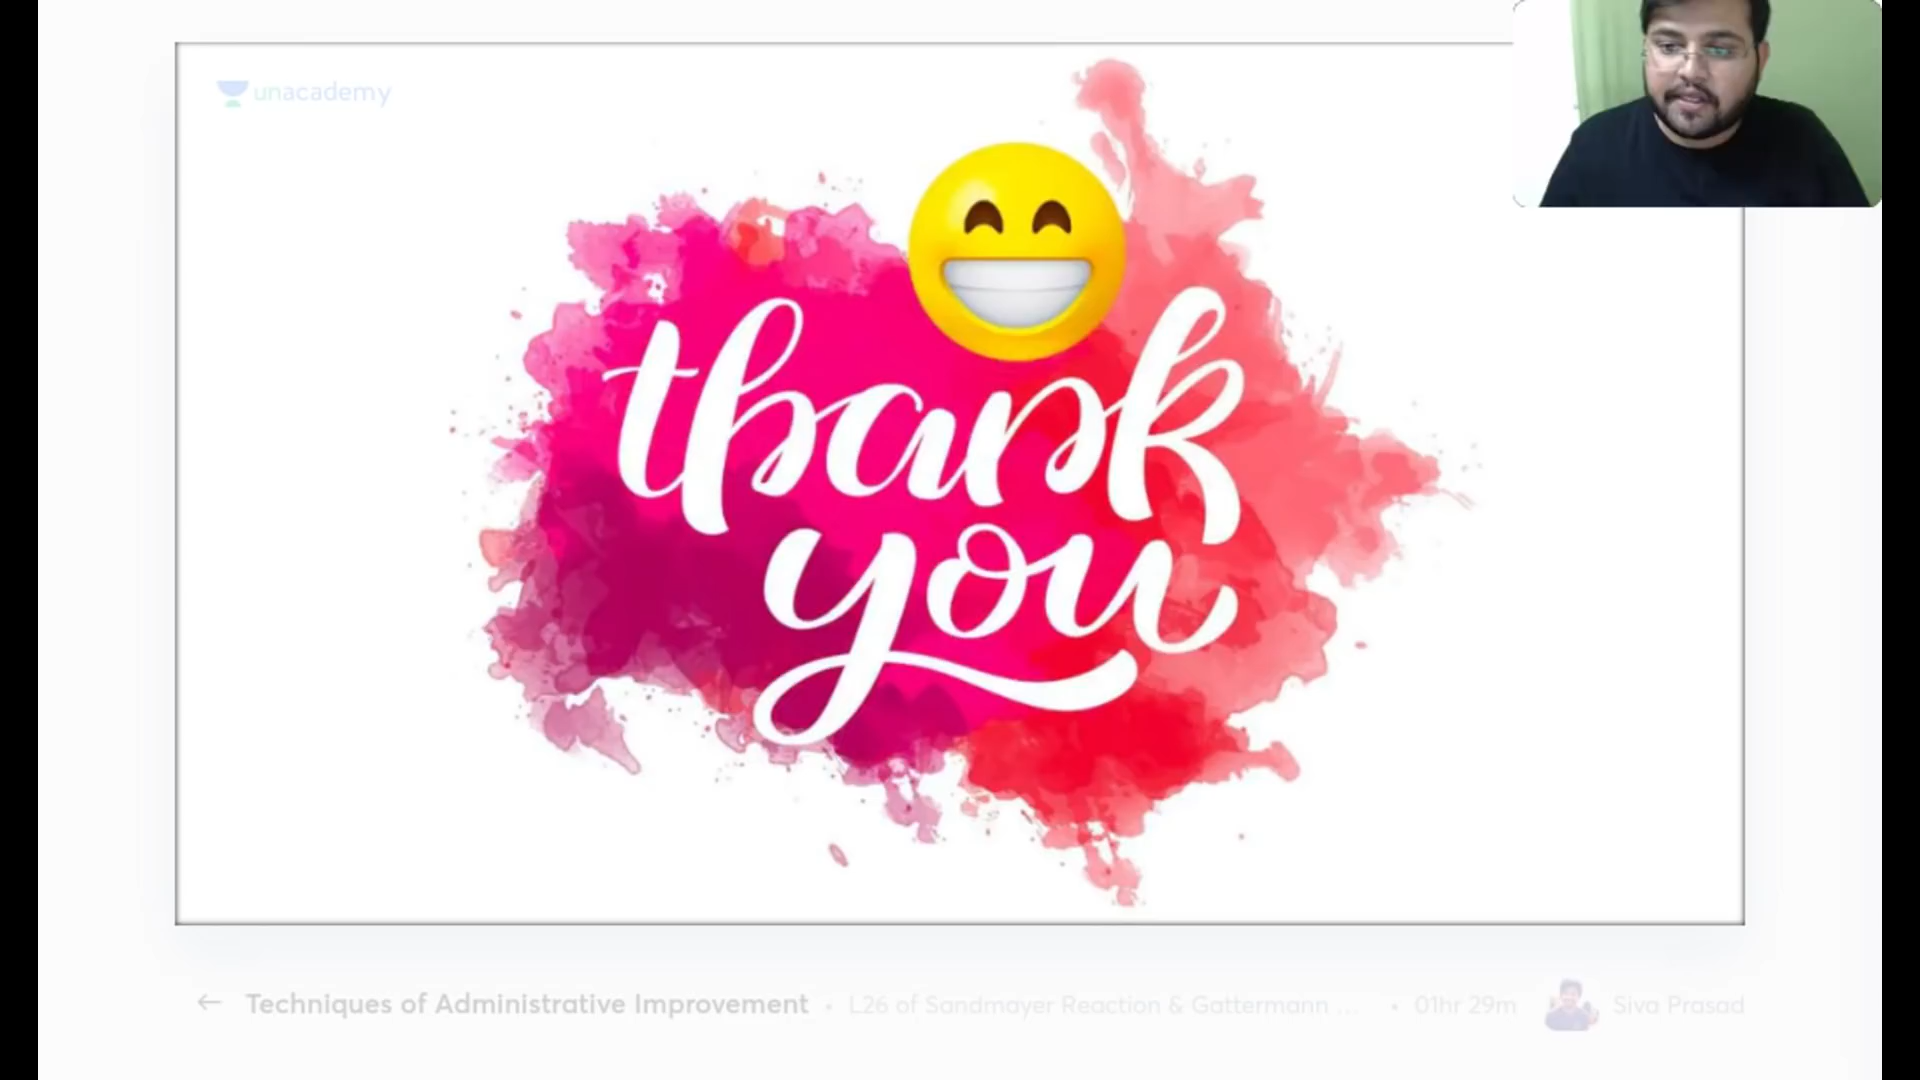 unacademy
thank
you
Techniques of Administrative Improvement • L26 of Sandmayer Reaction & Gattermann ... • 01hr 29m Siva Prasad